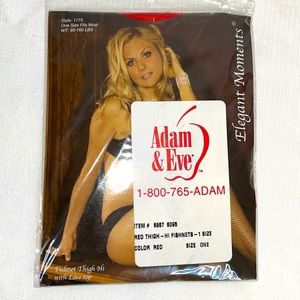 Style: 1775
One Size Fits Most
WT: 90-160 LBS
Elegant Moments
Adam
& Eve
1-800-765-ADAM
ITEM # 6867 6095
RED THIGH-HI FISHNETS-1 SIZE
COLOR RED SIZE ONE
Fishnet Thigh Hi
with Lace top